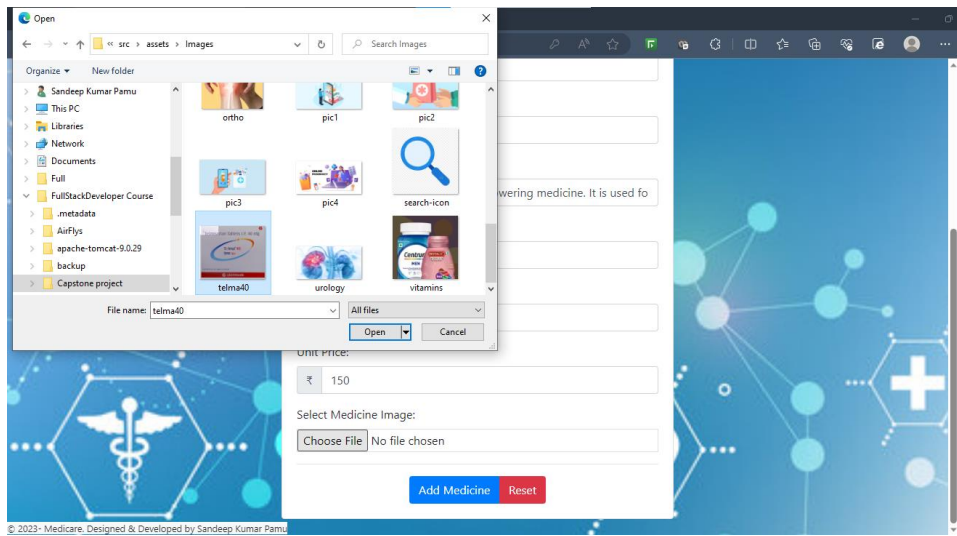 Open
« src › assets › Images
Search Images
Organize
New folder
Sandeep Kumar Pamu
This PC
Libraries
Network
Documents
Full
FullStackDeveloper Course
.metadata
AirFlys
apache-tomcat-9.0.29
backup
Capstone project
ortho
pic1
pic2
pic3
pic4
search-icon
telma40
urology
Centrum
MEN
vitamins
File name: telma40
All files
Open
Cancel
wering medicine. It is used fo
Unit Price:
₹ 150
Select Medicine Image:
Choose File No file chosen
Add Medicine
Reset
© 2023- Medicare. Designed & Developed by Sandeep Kumar Pamu